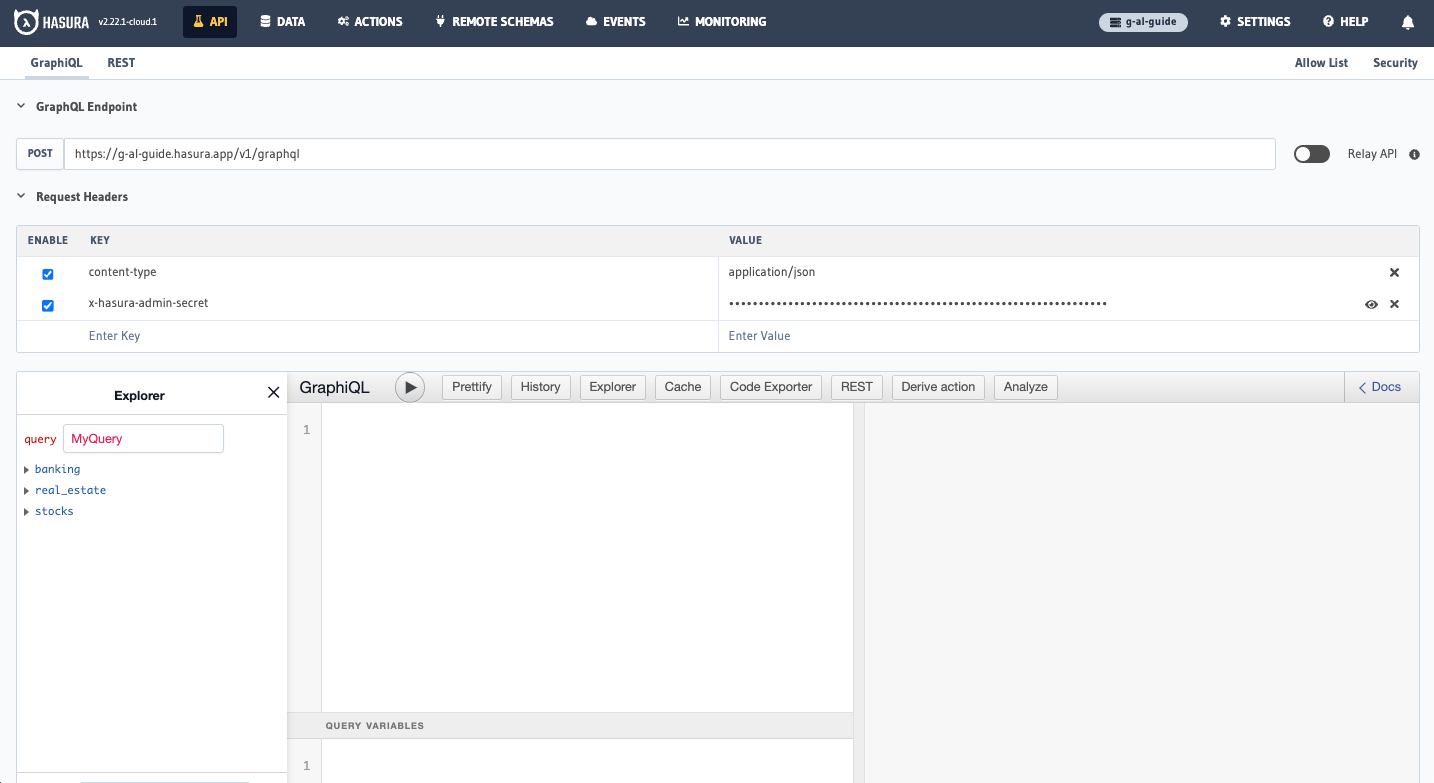 HASURA v2.22.1-cloud.1 API DATA ACTIONS REMOTE SCHEMAS EVENTS MONITORING g-al-guide SETTINGS HELP
GraphiQL REST Allow List Security
GraphQL Endpoint
POST https://g-al-guide.hasura.app/v1/graphql Relay API
Request Headers
ENABLE KEY VALUE
content-type application/json
x-hasura-admin-secret ••••••••••••••••••••••••••••••••••••••••••••••••••••••••••••••••
Enter Key Enter Value
Explorer GraphiQL Prettify History Explorer Cache Code Exporter REST Derive action Analyze Docs
query MyQuery
banking
real_estate
stocks
1
QUERY VARIABLES
1